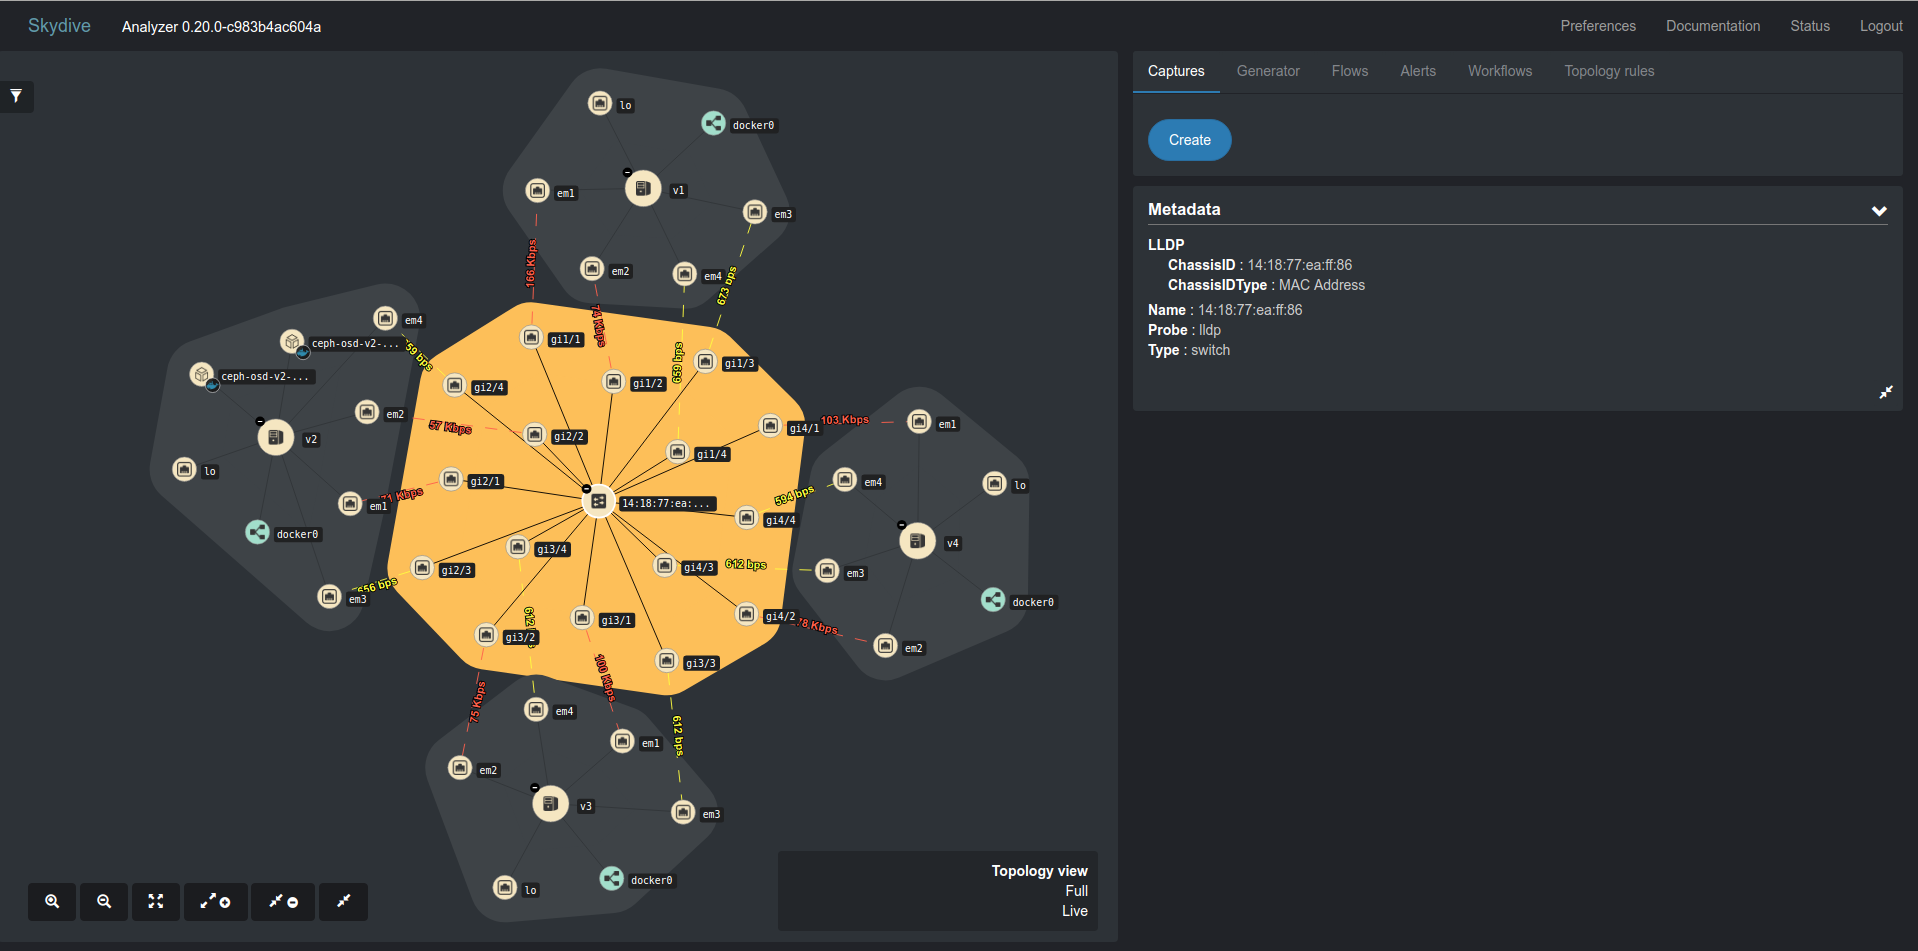 Skydive
Analyzer 0.20.0-c983b4ac604a
Preferences
Documentation
Status
Logout
lo
docker0
em1
v1
em3
em2
em4
166 Kbps
74 Kbps
659 bps
673 bps
em4
ceph-osd-v2-...
ceph-osd-v2-...
em2
v2
lo
em1
docker0
em3
59 bps
57 Kbps
71 Kbps
656 bps
gi1/1
gi1/2
gi1/3
gi2/4
gi2/2
gi1/4
gi4/1
gi2/1
14:18:77:ea:...
gi4/4
gi3/4
gi2/3
gi4/3
gi3/1
gi4/2
gi3/2
gi3/3
103 Kbps
594 bps
612 bps
78 Kbps
em1
em4
lo
v4
em3
docker0
em2
75 Kbps
100 Kbps
612 bps
em4
em1
em2
v3
em3
lo
docker0
Topology view
Full
Live
Captures
Generator
Flows
Alerts
Workflows
Topology rules
Create
Metadata
LLDP
ChassisID : 14:18:77:ea:ff:86
ChassisIDType : MAC Address
Name : 14:18:77:ea:ff:86
Probe : lldp
Type : switch